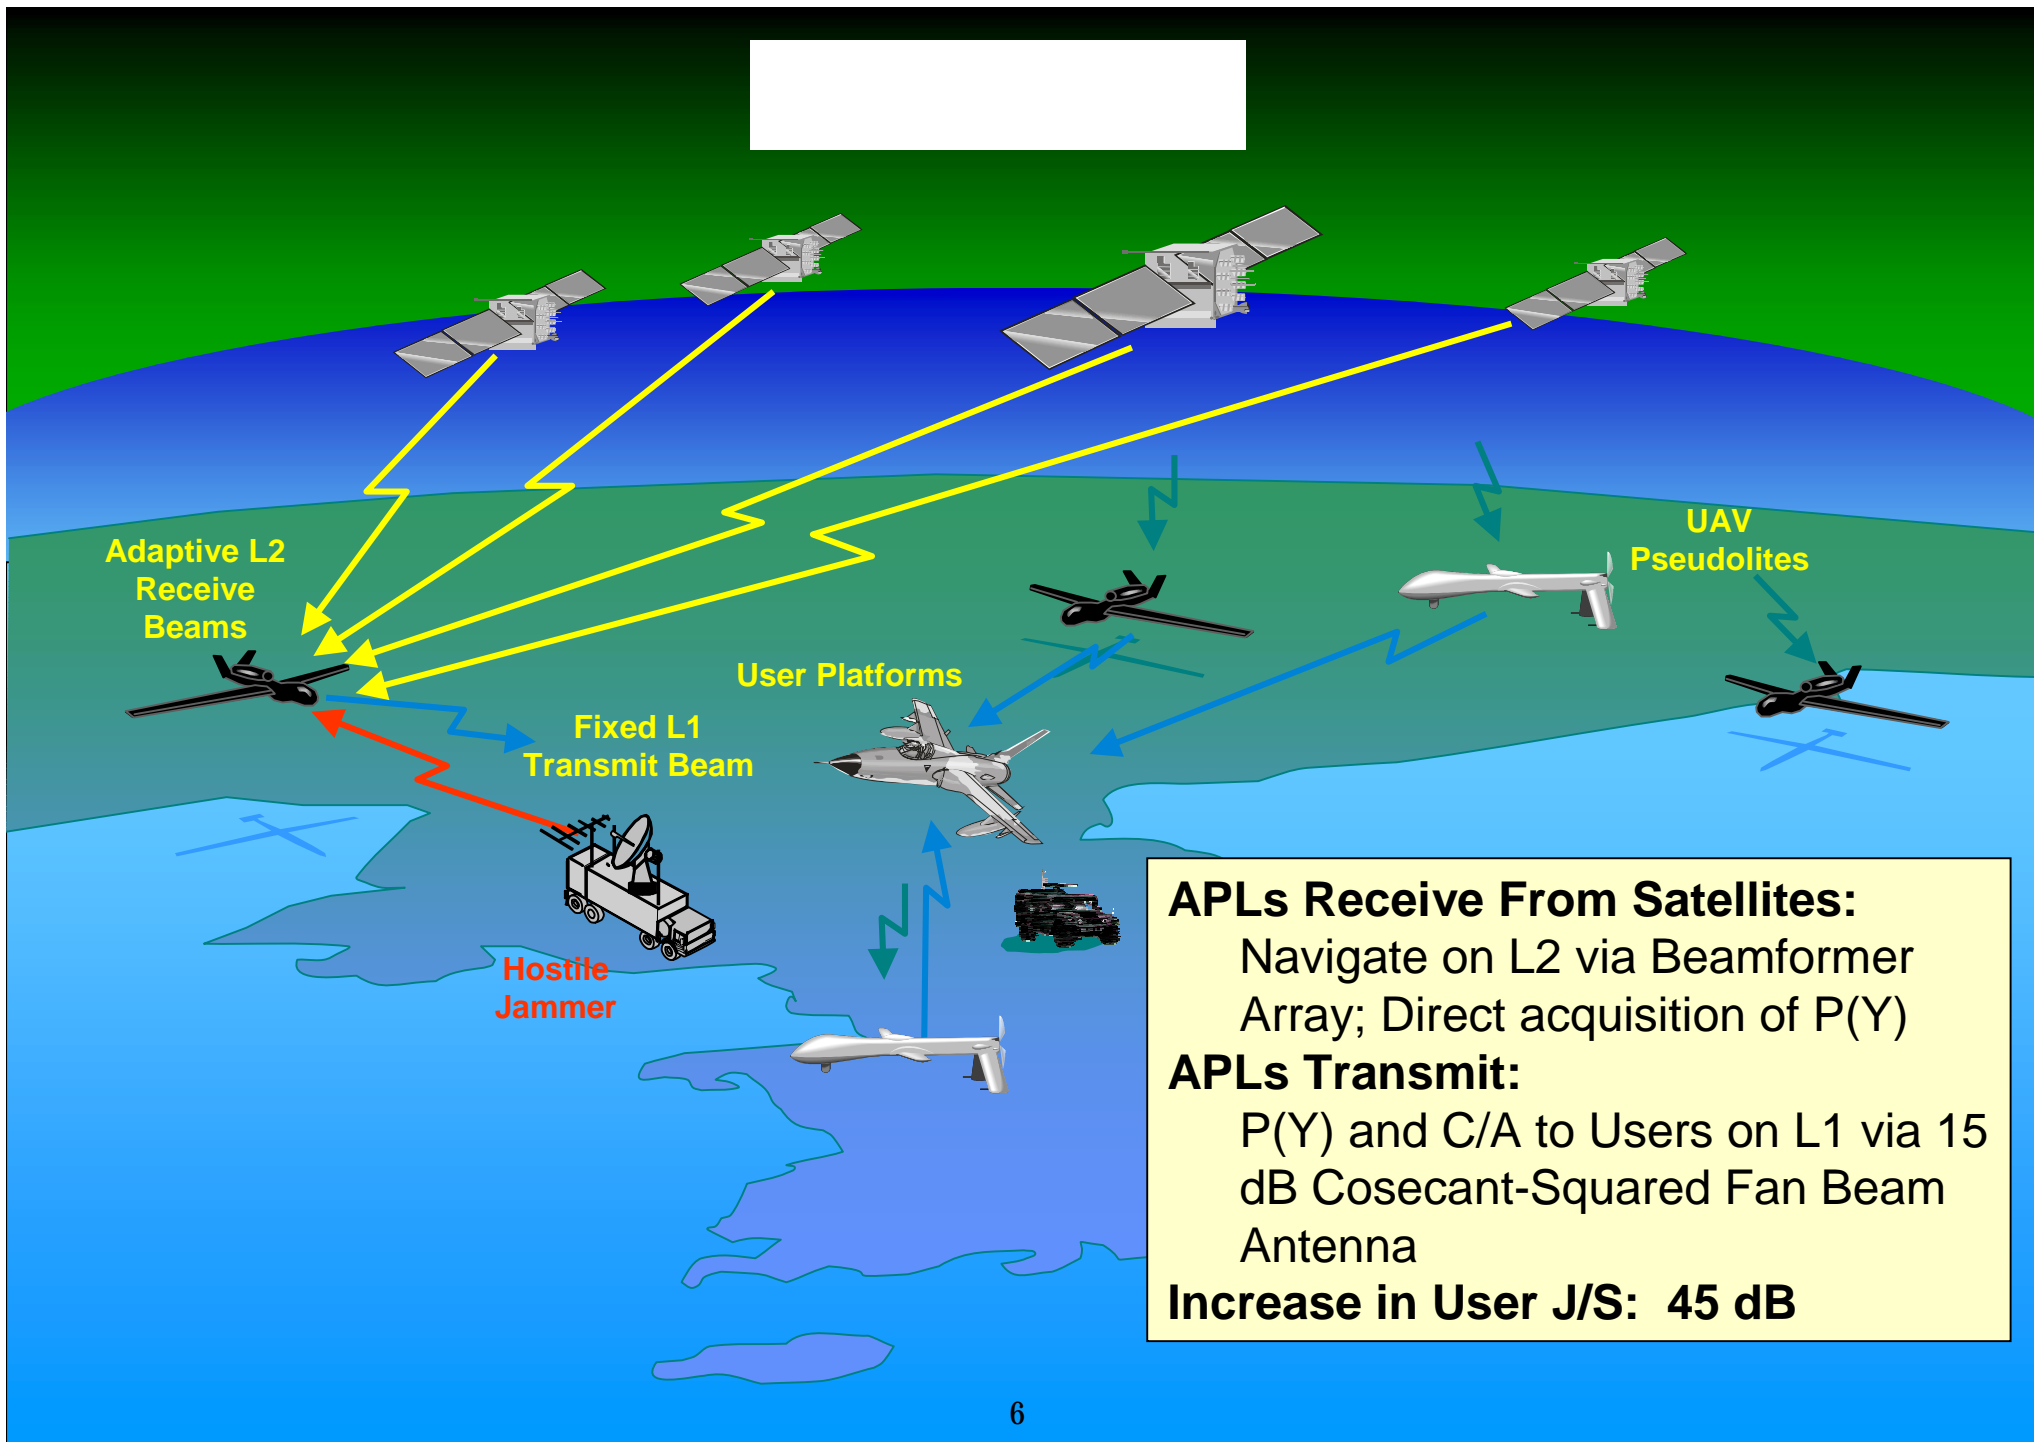 Adaptive L2
Receive
Beams
UAV
Pseudolites
User Platforms
Fixed L1
Transmit Beam
Hostile
Jammer
APLs Receive From Satellites:
Navigate on L2 via Beamformer
Array; Direct acquisition of P(Y)
APLs Transmit:
P(Y) and C/A to Users on L1 via 15
dB Cosecant-Squared Fan Beam
Antenna
Increase in User J/S: 45 dB
6